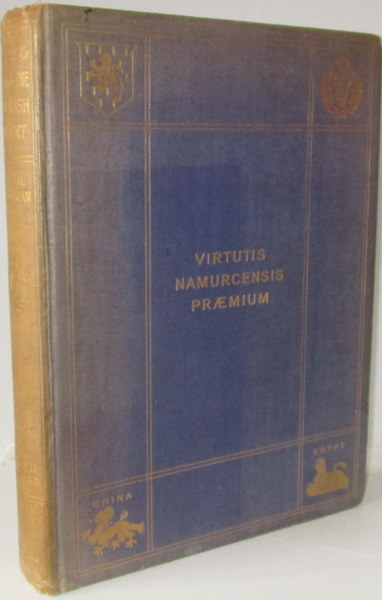 VIRTUTIS
NAMURCENSIS
PRÆMIUM
CHINA
EGYPT